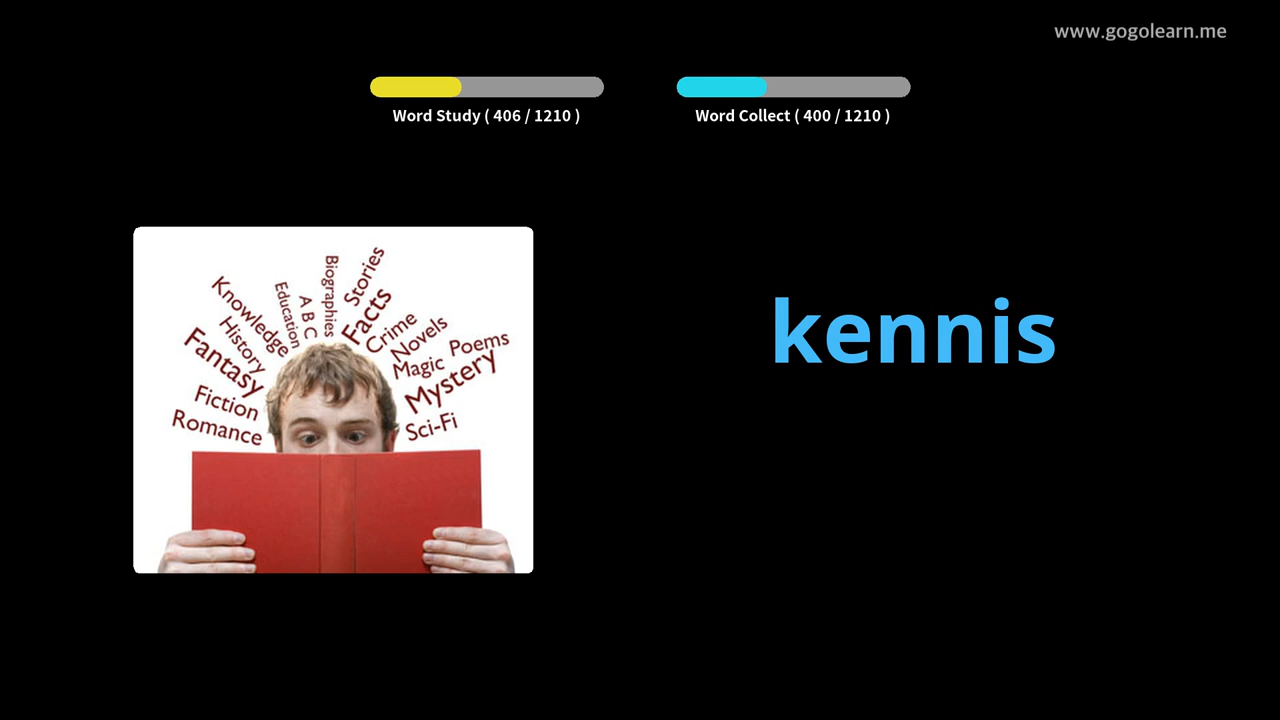 www.gogolearn.me
Word Study ( 406 / 1210 )
Word Collect ( 400 / 1210 )
Romance
Fiction
Fantasy
History
Knowledge
Education
A B C
Biographies
Stories
Facts
Crime
Novels
Magic
Poems
Mystery
Sci-Fi
kennis